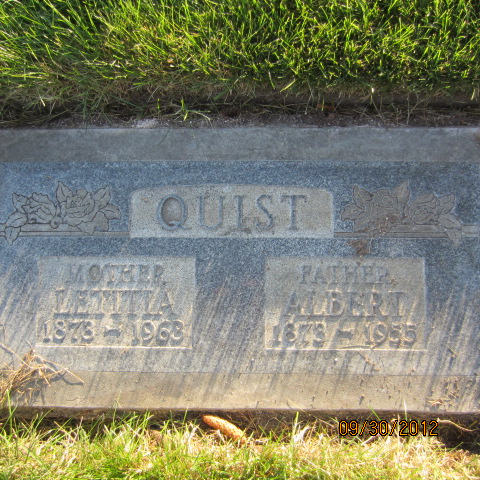 QUIST
MOTHER
LETITIA
1873 - 1963
FATHER
ALBERT
1873 - 1955
09/30/2012